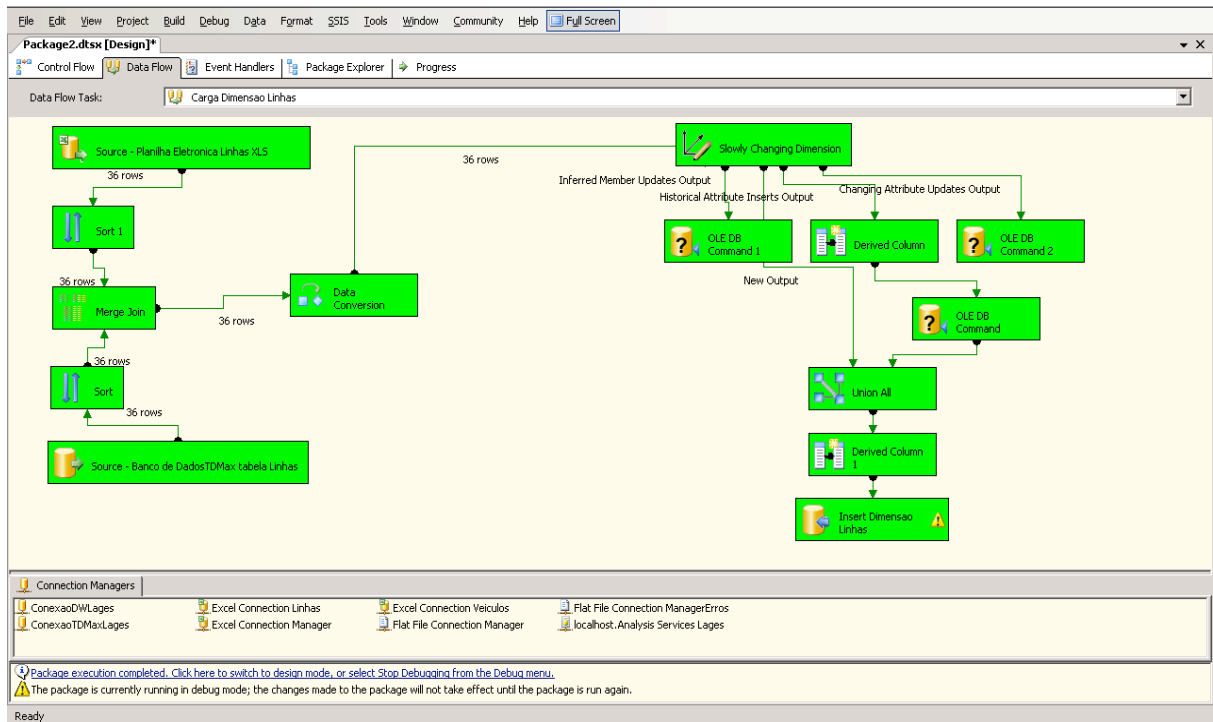 File Edit View Project Build Debug Data Format SSIS Tools Window Community Help Full Screen
Package2.dtsx [Design]*
Control Flow Data Flow Event Handlers Package Explorer Progress
Data Flow Task: Carga Dimensao Linhas
Source - Planilha Eletronica Linhas XLS
36 rows
Sort 1
36 rows
Merge Join
36 rows
Data Conversion
36 rows
36 rows
Sort
36 rows
Source - Banco de DadosTDMax tabela Linhas
Slowly Changing Dimension
Inferred Member Updates Output
Changing Attribute Updates Output
Historical Attribute Inserts Output
OLE DB
Command 1
Derived Column
OLE DB
Command 2
New Output
OLE DB
Command
Union All
Derived Column
1
Insert Dimensao
Linhas
Connection Managers
ConexaoDWLages Excel Connection Linhas Excel Connection Veiculos Flat File Connection ManagerErros
ConexaoTDMaxLages Excel Connection Manager Flat File Connection Manager localhost.Analysis Services Lages
Package execution completed. Click here to switch to design mode, or select Stop Debugging from the Debug menu.
The package is currently running in debug mode; the changes made to the package will not take effect until the package is run again.
Ready